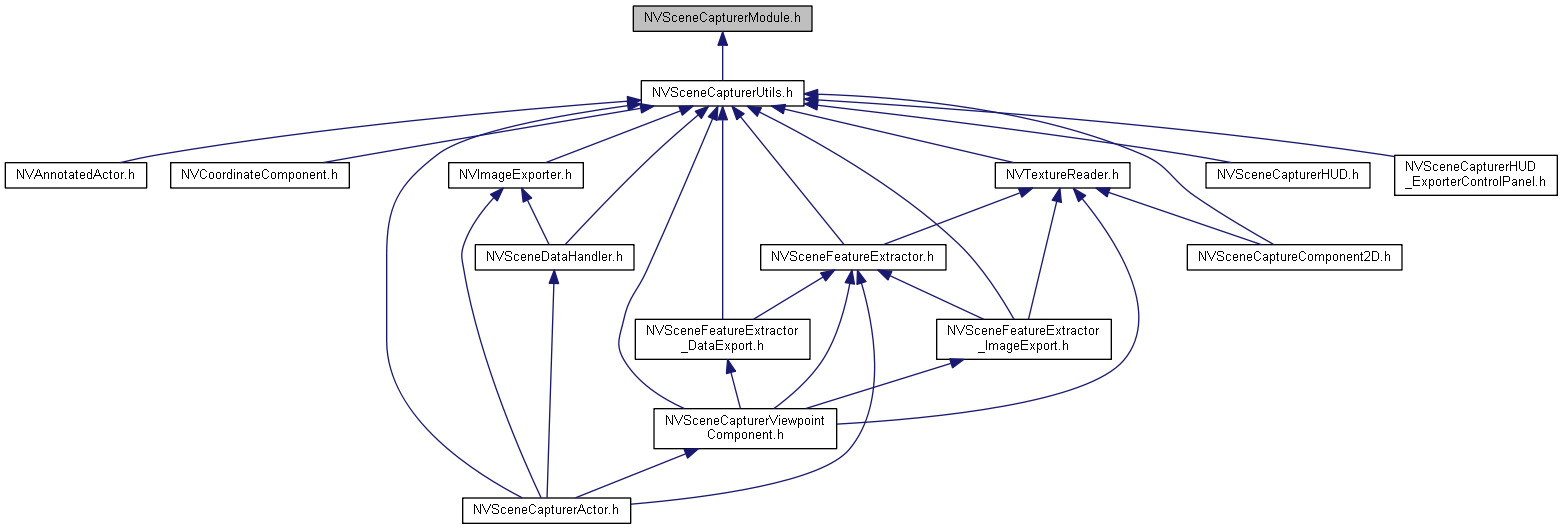 NVSceneCapturerModule.h
NVSceneCapturerUtils.h
NVAnnotatedActor.h
NVCoordinateComponent.h
NVImageExporter.h
NVTextureReader.h
NVSceneCapturerHUD.h
NVSceneCapturerHUD
_ExporterControlPanel.h
NVSceneDataHandler.h
NVSceneFeatureExtractor.h
NVSceneCaptureComponent2D.h
NVSceneFeatureExtractor
_DataExport.h
NVSceneFeatureExtractor
_ImageExport.h
NVSceneCapturerViewpoint
Component.h
NVSceneCapturerActor.h